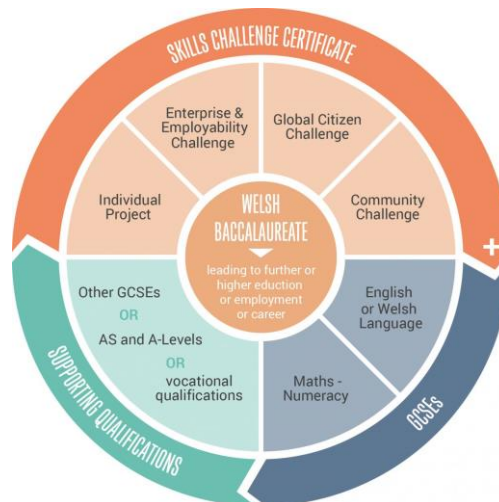 SKILLS CHALLENGE CERTIFICATE
Enterprise &
Employability
Challenge
Global Citizen
Challenge
Individual
Project
Community
Challenge
WELSH
BACCALAUREATE
leading to further or
higher eduction
or employment
or career
+
Other GCSEs
OR
AS and A-Levels
OR
vocational
qualifications
English
or Welsh
Language
Maths -
Numeracy
SUPPORTING QUALIFICATIONS
GCSEs